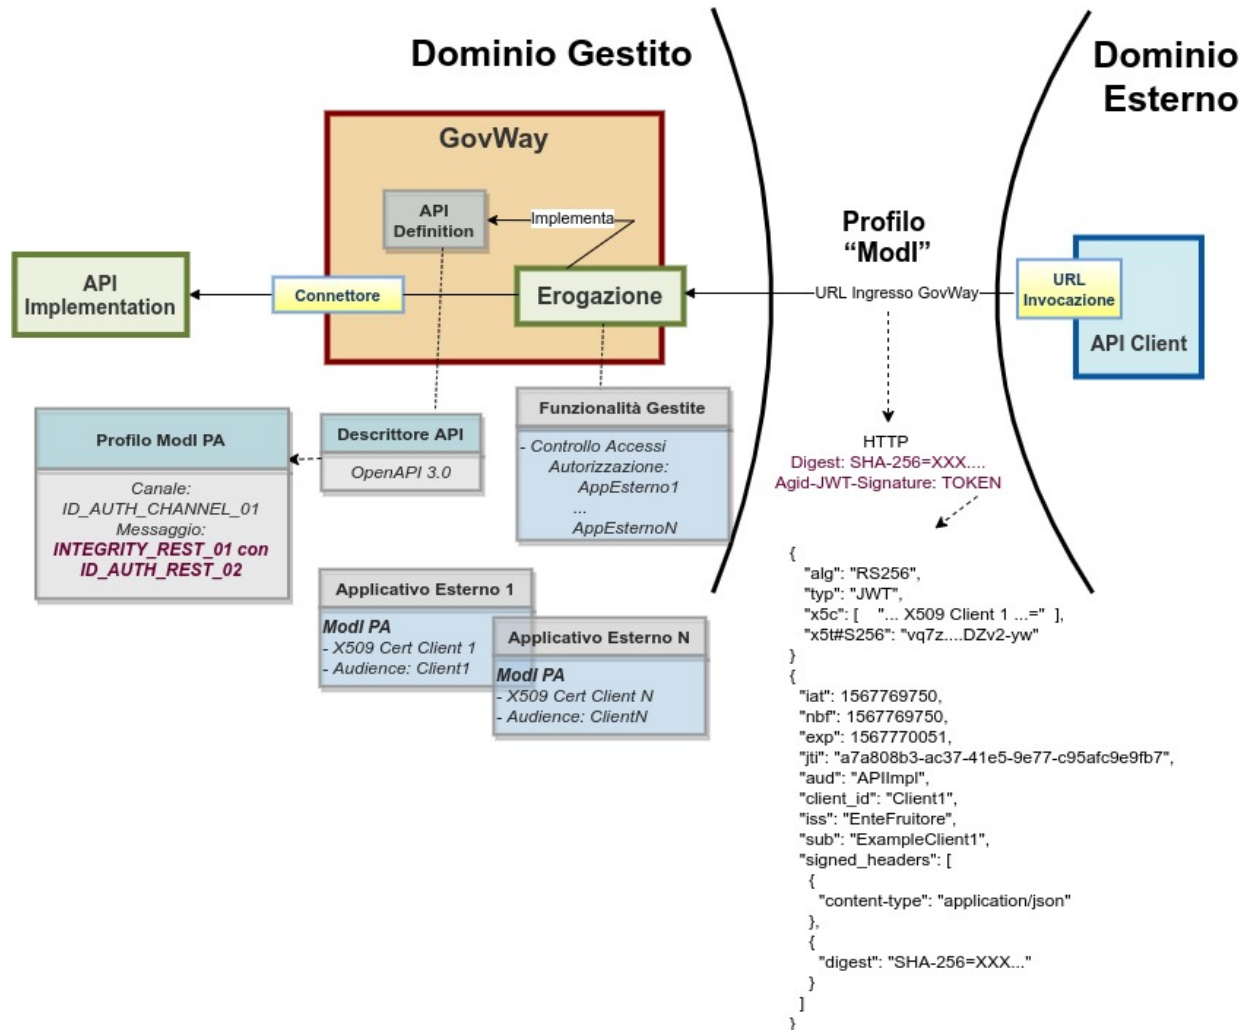 Dominio Gestito
Dominio
Esterno
GovWay
API
Definition
Implementa
Profilo
“ModI”
API
Implementation
Connettore
Erogazione
URL Ingresso GovWay
URL
Invocazione
API Client
Profilo ModI PA
Canale:
ID_AUTH_CHANNEL_01
Messaggio:
INTEGRITY_REST_01 con
ID_AUTH_REST_02
Descrittore API
OpenAPI 3.0
Funzionalità Gestite
- Controllo Accessi
Autorizzazione:
AppEsterno1
...
AppEsternoN
HTTP
Digest: SHA-256=XXX....
Agid-JWT-Signature: TOKEN
Applicativo Esterno 1
ModI PA
- X509 Cert Client 1
- Audience: Client1
Applicativo Esterno N
ModI PA
- X509 Cert Client N
- Audience: ClientN
{
"alg": "RS256",
"typ": "JWT",
"x5c": [ "... X509 Client 1 ...=" ],
"x5t#S256": "vq7z....DZv2-yw"
}
{
"iat": 1567769750,
"nbf": 1567769750,
"exp": 1567770051,
"jti": "a7a808b3-ac37-41e5-9e77-c95afc9e9fb7",
"aud": "APIImpl",
"client_id": "Client1",
"iss": "EnteFruitore",
"sub": "ExampleClient1",
"signed_headers": [
{
"content-type": "application/json"
},
{
"digest": "SHA-256=XXX..."
}
]
}